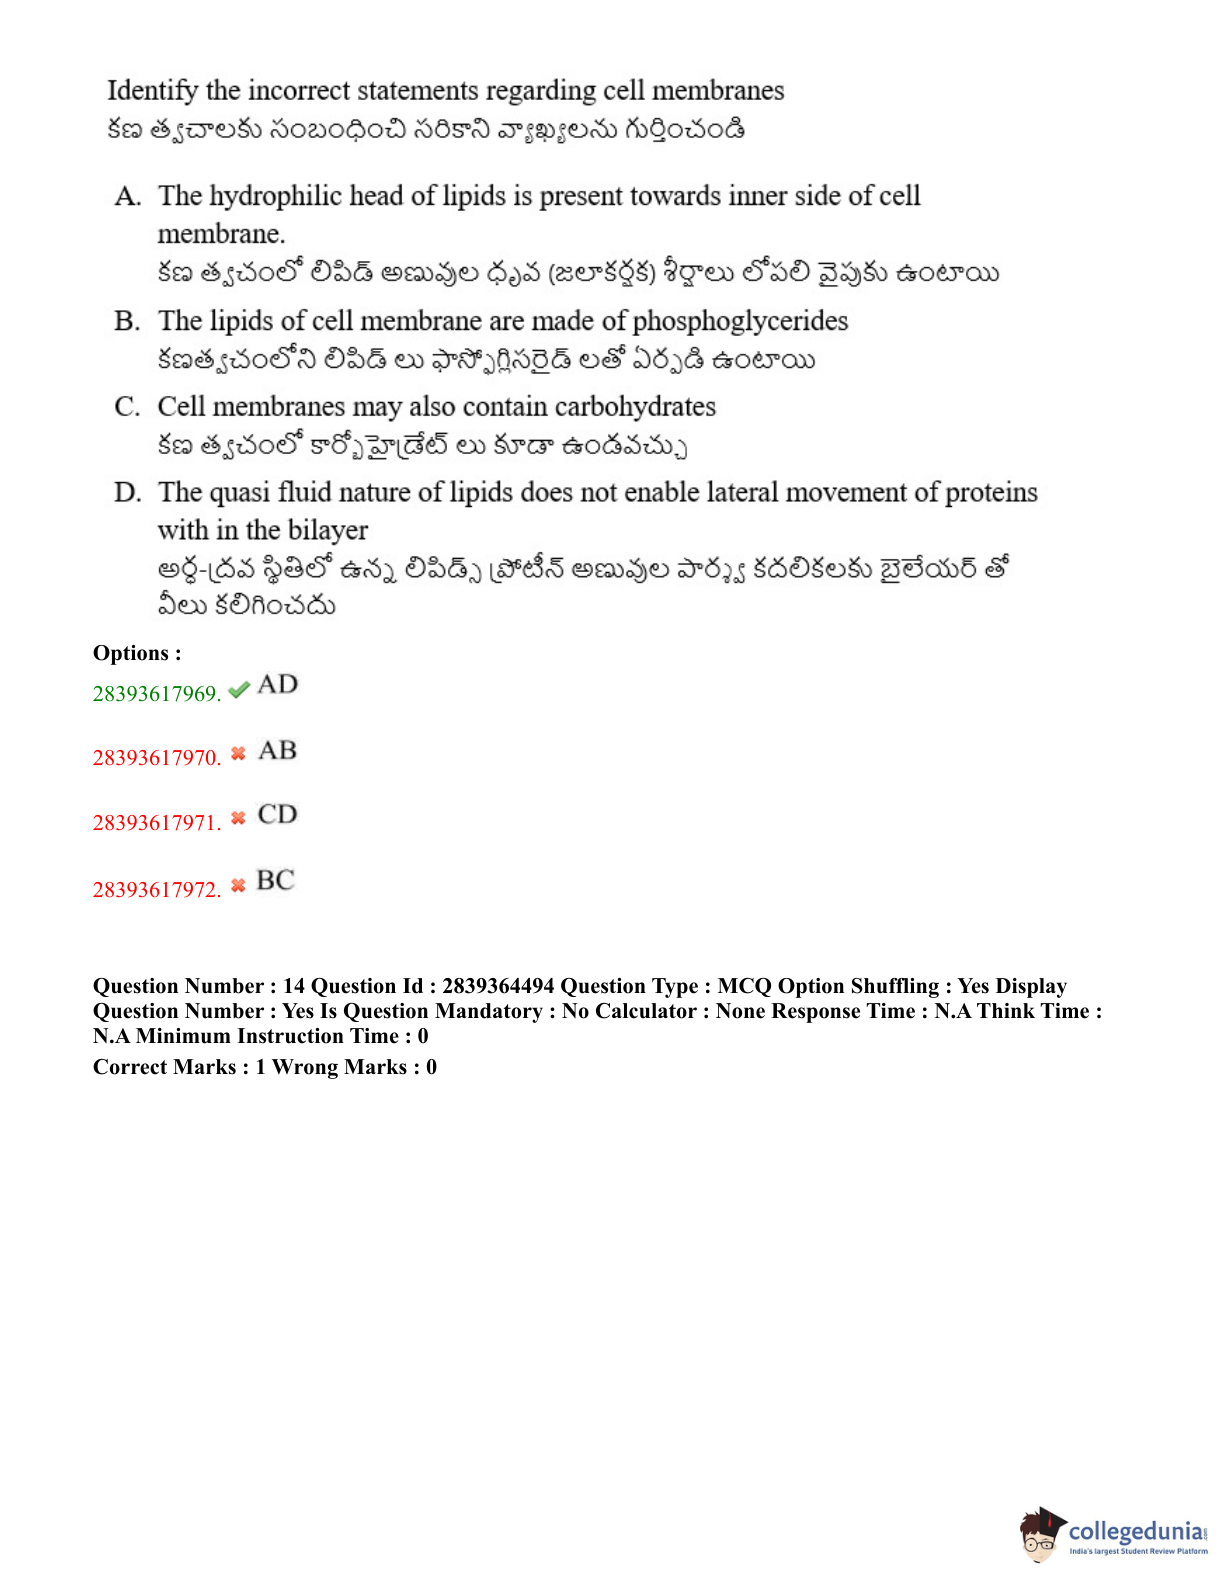 Identify the incorrect statements regarding cell membranes
కణ త్వచాలకు సంబంధించి సరికాని వ్యాఖ్యలను గుర్తించండి
A. The hydrophilic head of lipids is present towards inner side of cell
membrane.
కణ త్వచంలో లిపిడ్ అణువుల ధృవ (జలాకర్షక) శీర్షాలు లోపలి వైపుకు ఉంటాయి
B. The lipids of cell membrane are made of phosphoglycerides
కణత్వచంలోని లిపిడ్ లు ఫాస్ఫోగ్లిసరైడ్ లతో ఏర్పడి ఉంటాయి
C. Cell membranes may also contain carbohydrates
కణ త్వచంలో కార్బోహైడ్రేట్ లు కూడా ఉండవచ్చు
D. The quasi fluid nature of lipids does not enable lateral movement of proteins
with in the bilayer
అర్ధ-ద్రవ స్థితిలో ఉన్న లిపిడ్స్ ప్రోటీన్ అణువుల పార్శ్వ కదలికలకు బైలేయర్ తో
వీలు కలిగించదు
Options :
28393617969. AD
28393617970. AB
28393617971. CD
28393617972. BC
Question Number : 14 Question Id : 2839364494 Question Type : MCQ Option Shuffling : Yes Display
Question Number : Yes Is Question Mandatory : No Calculator : None Response Time : N.A Think Time :
N.A Minimum Instruction Time : 0
Correct Marks : 1 Wrong Marks : 0
collegedunia
India's largest Student Review Platform